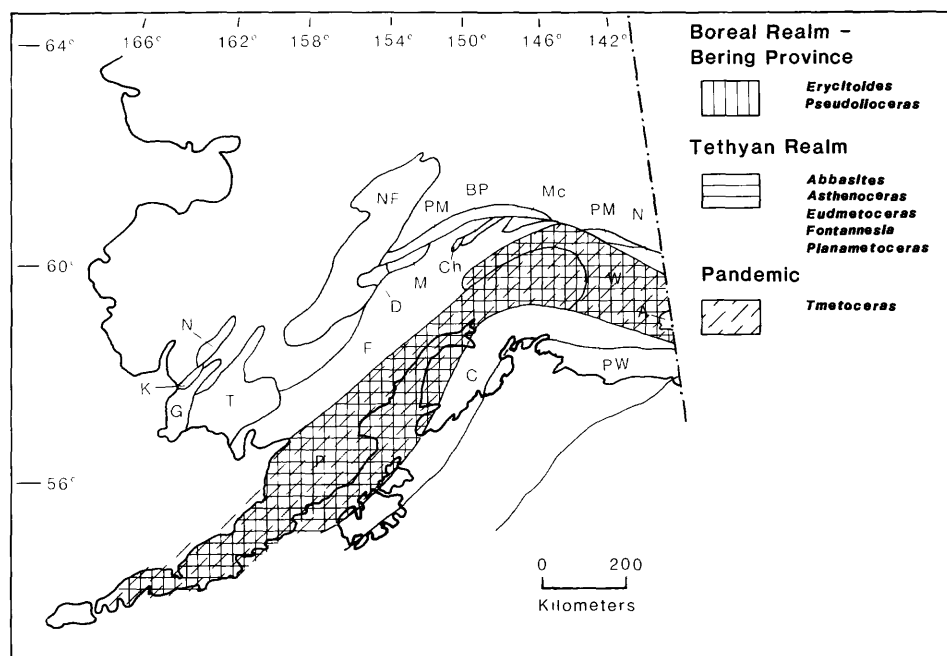 166° 162° 158° 154° 150° 146° 142°
64°
60°
56°
NF PM BP Mc PM N
Ch
M
D
W
A
N
F
K
G T
C
PW
P
0 200
Kilometers
Boreal Realm –
Bering Province
Erycitoides
Pseudolioceras
Tethyan Realm
Abbasites
Asthenoceras
Eudmetoceras
Fontannesia
Planametoceras
Pandemic
Tmetoceras